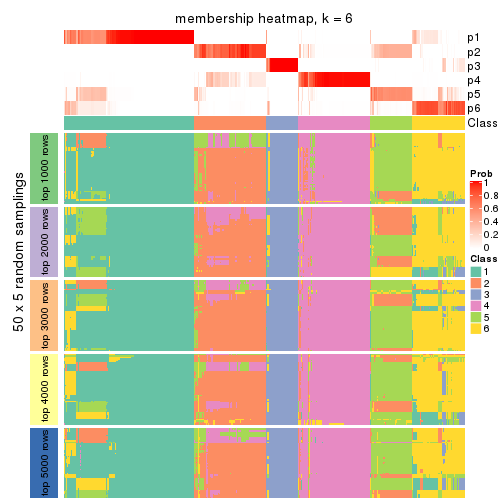 membership heatmap, k = 6
p1
p2
p3
p4
p5
p6
Class
50 x 5 random samplings
top 1000 rows
top 2000 rows
top 3000 rows
top 4000 rows
top 5000 rows
Prob
1
0.8
0.6
0.4
0.2
0
Class
1
2
3
4
5
6